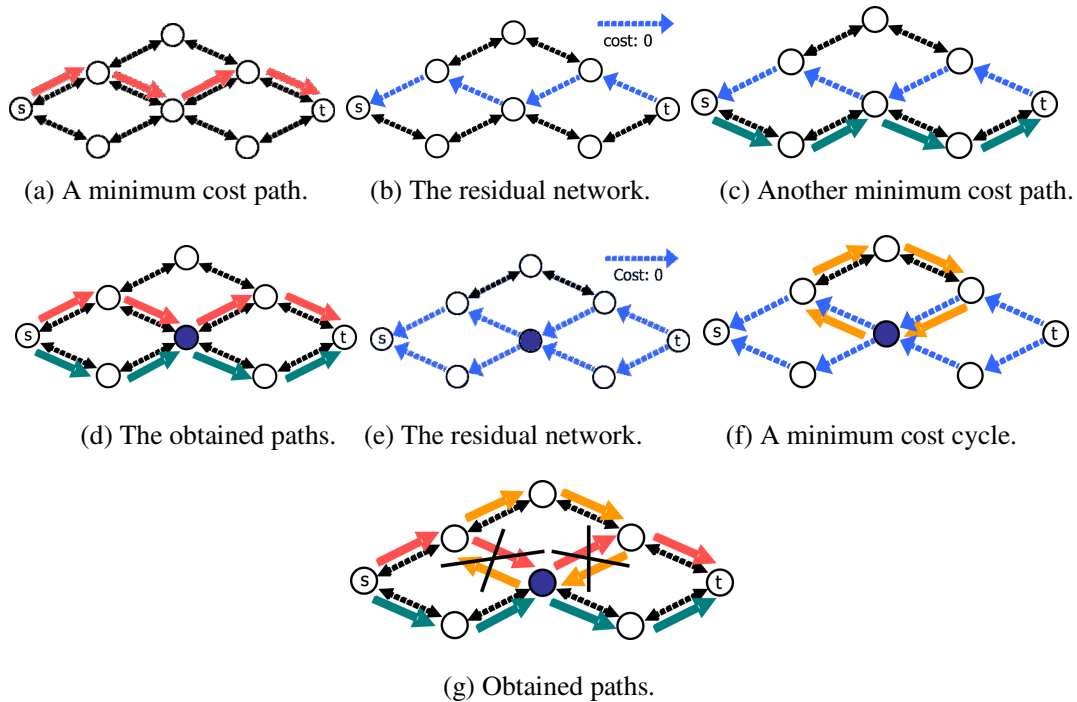 cost: 0
s
t
s
t
s
t
(a) A minimum cost path.
(b) The residual network.
(c) Another minimum cost path.
Cost: 0
s
t
s
t
s
t
(d) The obtained paths.
(e) The residual network.
(f) A minimum cost cycle.
s
t
(g) Obtained paths.